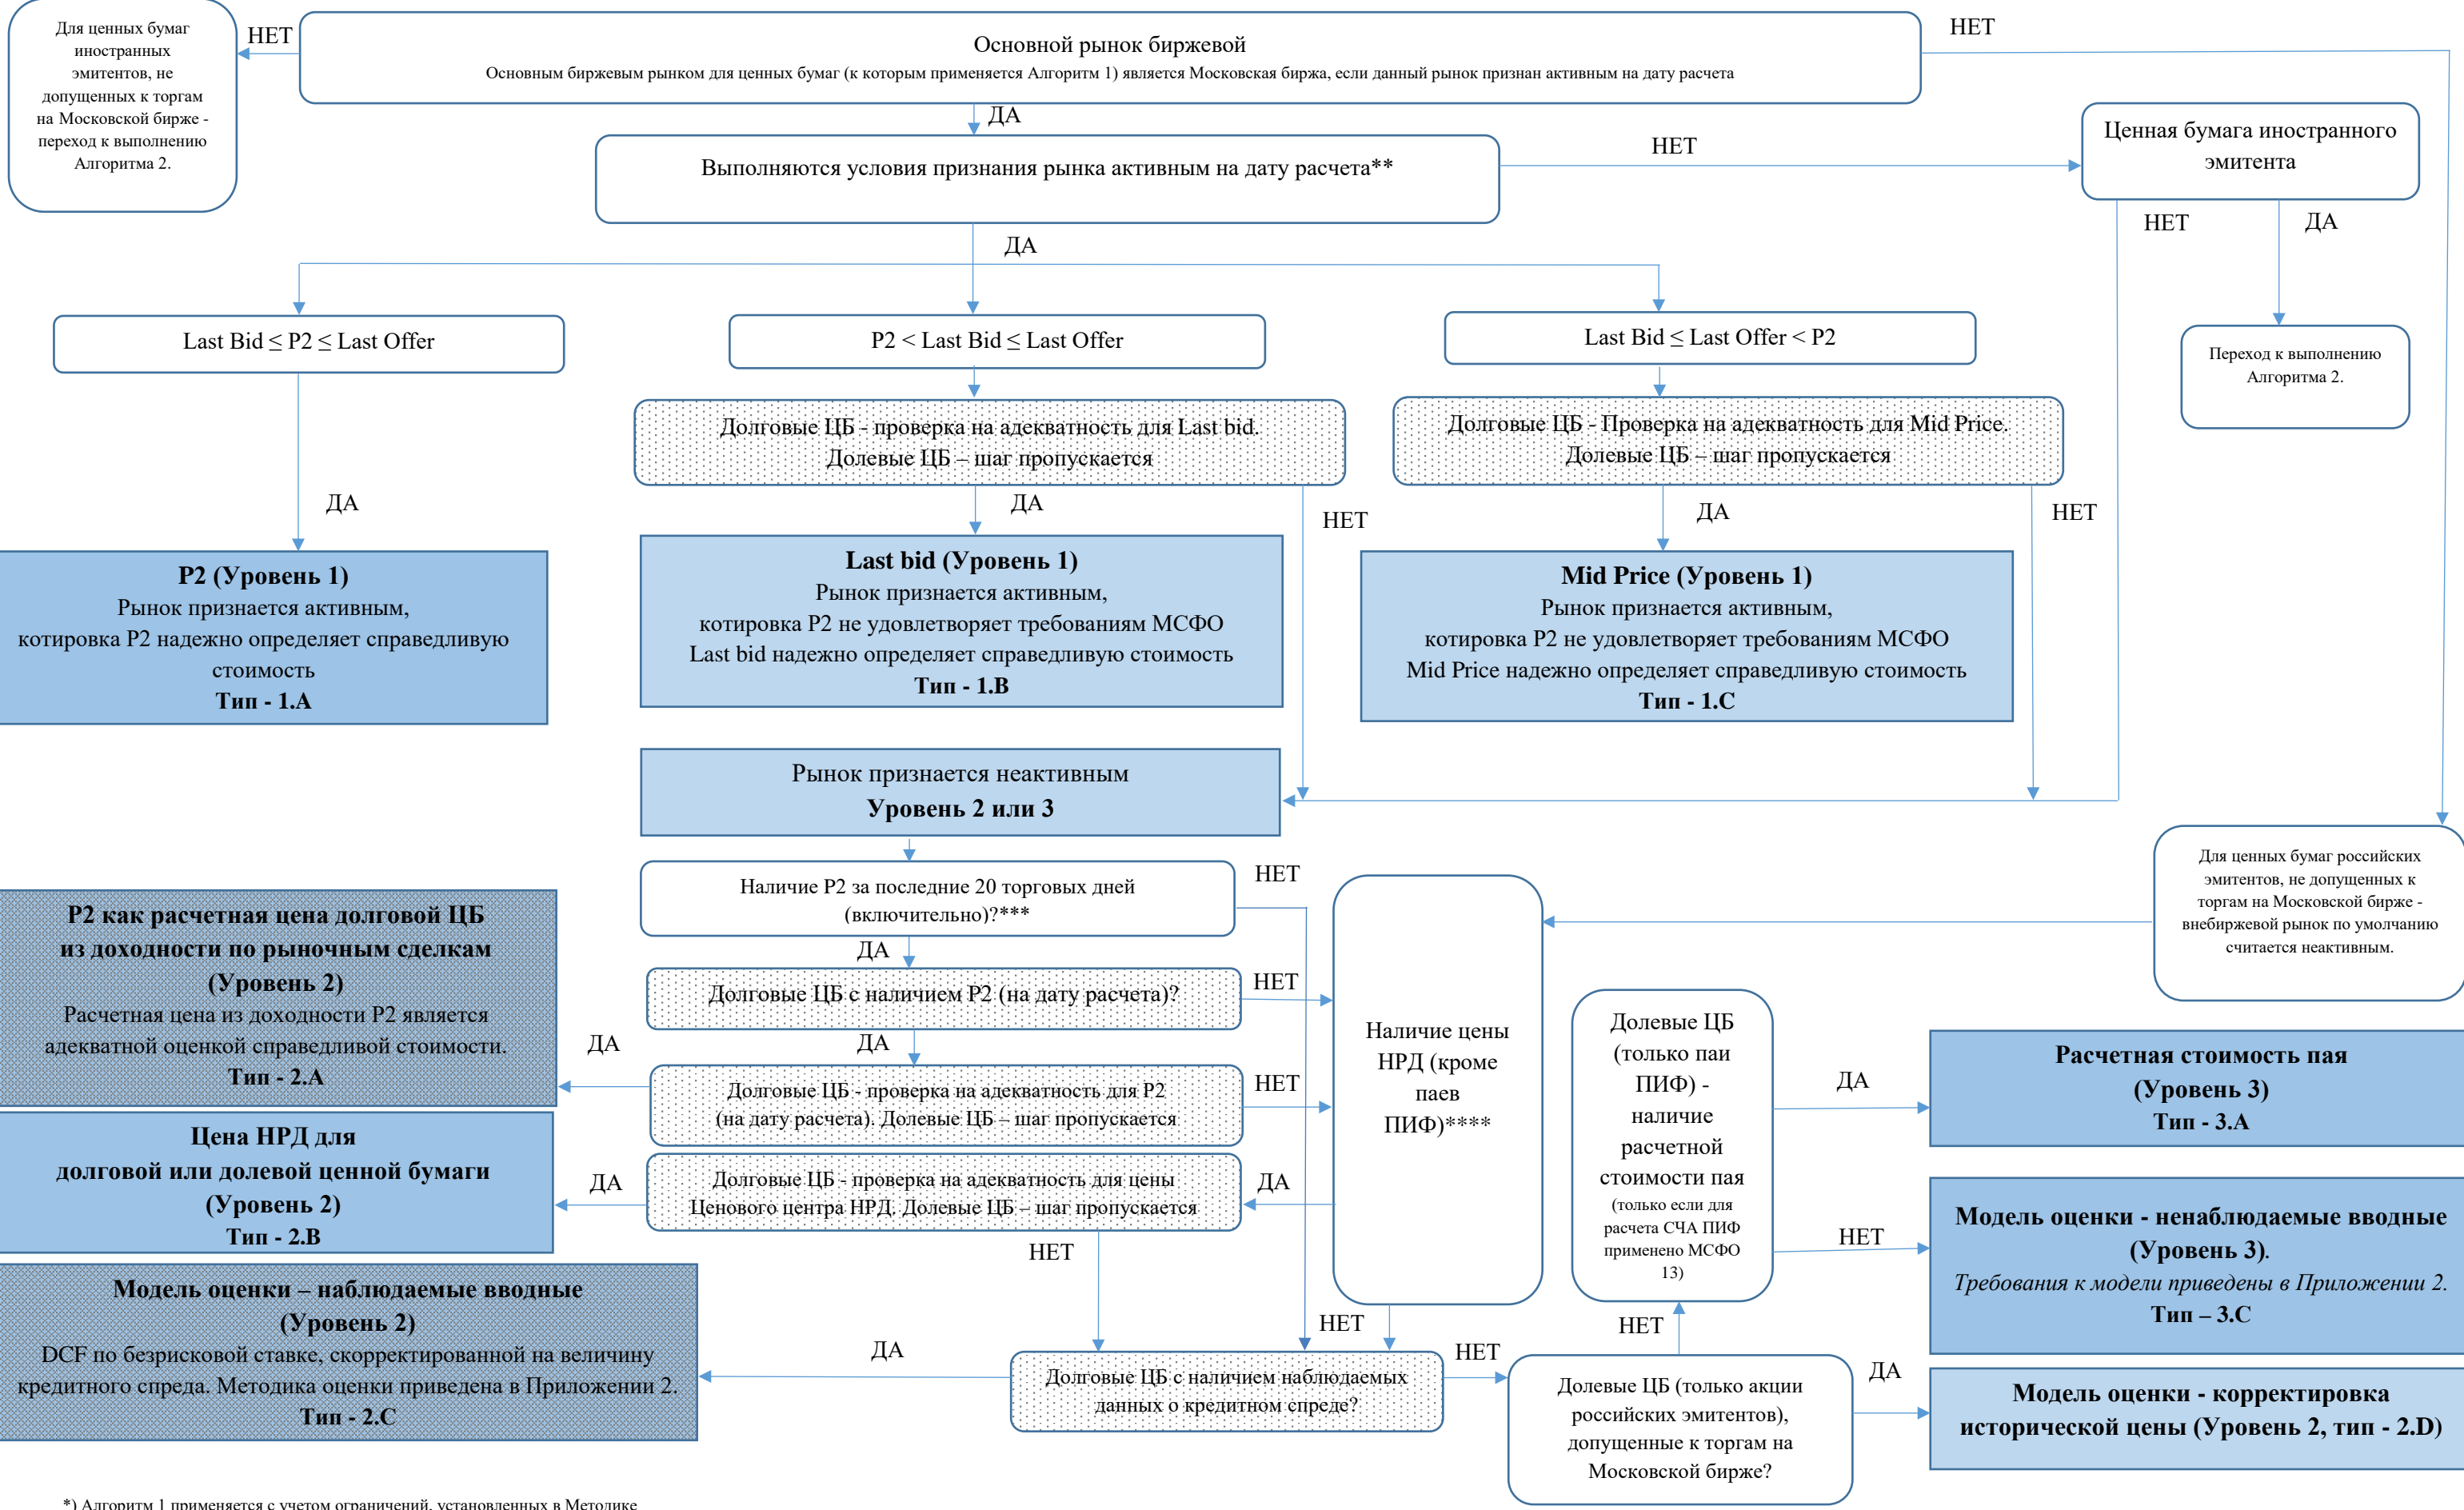 Для ценных бумаг
иностранных
эмитентов, не
допущенных к торгам
на Московской бирже -
переход к выполнению
Алгоритма 2.
НЕТ
Основной рынок биржевой
Основным биржевым рынком для ценных бумаг (к которым применяется Алгоритм 1) является Московская биржа, если данный рынок признан активным на дату расчета
НЕТ
ДА
Выполняются условия признания рынка активным на дату расчета**
НЕТ
Ценная бумага иностранного
эмитента
НЕТ
ДА
ДА
Last Bid ≤ P2 ≤ Last Offer
P2 < Last Bid ≤ Last Offer
Last Bid ≤ Last Offer < P2
Переход к выполнению
Алгоритма 2.
Долговые ЦБ - проверка на адекватность для Last bid.
Долевые ЦБ – шаг пропускается
Долговые ЦБ - Проверка на адекватность для Mid Price.
Долевые ЦБ – шаг пропускается
ДА
ДА
НЕТ
ДА
НЕТ
P2 (Уровень 1)
Рынок признается активным,
котировка P2 надежно определяет справедливую
стоимость
Тип - 1.A
Last bid (Уровень 1)
Рынок признается активным,
котировка P2 не удовлетворяет требованиям МСФО
Last bid надежно определяет справедливую стоимость
Тип - 1.B
Mid Price (Уровень 1)
Рынок признается активным,
котировка P2 не удовлетворяет требованиям МСФО
Mid Price надежно определяет справедливую стоимость
Тип - 1.C
Рынок признается неактивным
Уровень 2 или 3
Наличие P2 за последние 20 торговых дней
(включительно)?***
НЕТ
Для ценных бумаг российских
эмитентов, не допущенных к
торгам на Московской бирже -
внебиржевой рынок по умолчанию
считается неактивным.
P2 как расчетная цена долговой ЦБ
из доходности по рыночным сделкам
(Уровень 2)
Расчетная цена из доходности P2 является
адекватной оценкой справедливой стоимости.
Тип - 2.A
ДА
Долговые ЦБ с наличием P2 (на дату расчета)?
НЕТ
ДА
ДА
Долговые ЦБ - проверка на адекватность для P2
(на дату расчета). Долевые ЦБ – шаг пропускается
НЕТ
Наличие цены
НРД (кроме
паев
ПИФ)****
Долевые ЦБ
(только паи
ПИФ) -
наличие
расчетной
стоимости пая
(только если для
расчета СЧА ПИФ
применено МСФО
13)
ДА
Расчетная стоимость пая
(Уровень 3)
Тип - 3.A
Цена НРД для
долговой или долевой ценной бумаги
(Уровень 2)
Тип - 2.B
ДА
Долговые ЦБ - проверка на адекватность для цены
Ценового центра НРД. Долевые ЦБ – шаг пропускается
ДА
НЕТ
НЕТ
Модель оценки - ненаблюдаемые вводные
(Уровень 3).
Требования к модели приведены в Приложении 2.
Тип – 3.C
Модель оценки – наблюдаемые вводные
(Уровень 2)
DCF по безрисковой ставке, скорректированной на величину
кредитного спреда. Методика оценки приведена в Приложении 2.
Тип - 2.C
ДА
НЕТ
Долговые ЦБ с наличием наблюдаемых
данных о кредитном спреде?
НЕТ
НЕТ
Долевые ЦБ (только акции
российских эмитентов),
допущенные к торгам на
Московской бирже?
ДА
Модель оценки - корректировка
исторической цены (Уровень 2, тип - 2.D)
*) Алгоритм 1 применяется с учетом ограничений, установленных в Методике